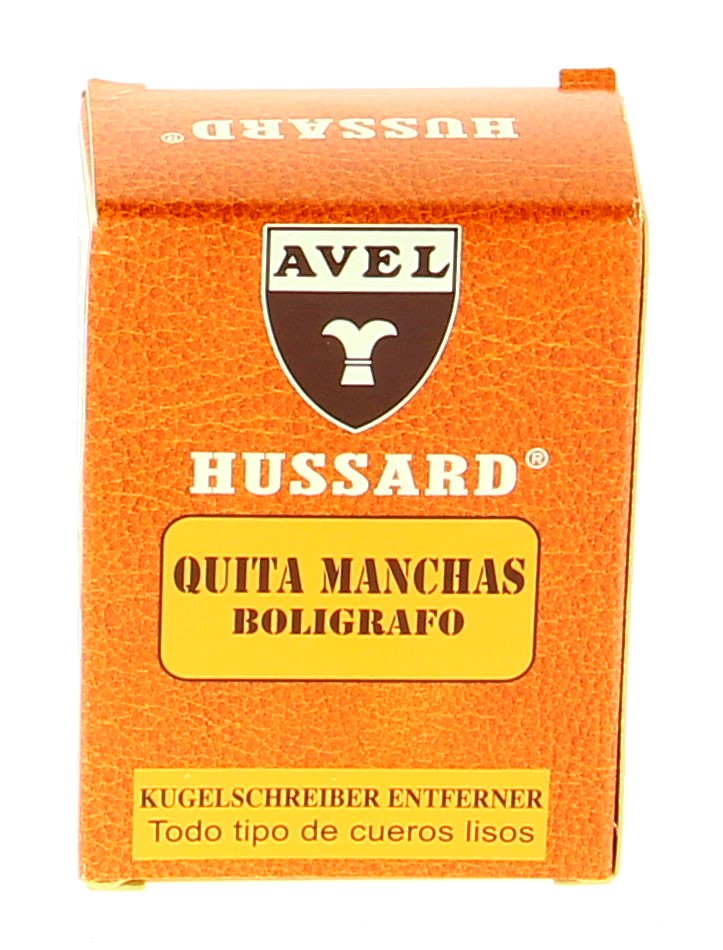 HUSSARD®
AVEL
HUSSARD®
QUITA MANCHAS
BOLIGRAFO
KUGELSCHREIBER ENTFERNER
Todo tipo de cueros lisos